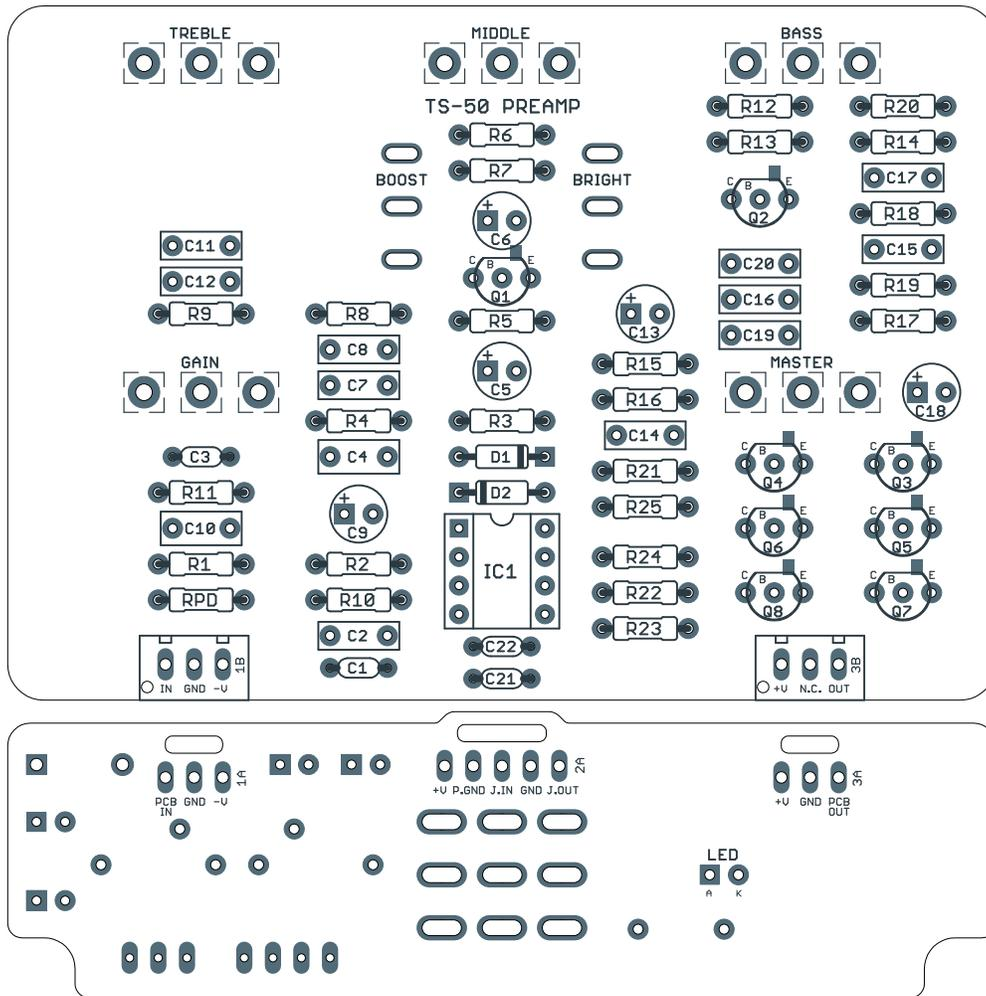 TREBLE
MIDDLE
BASS
TS-50 PREAMP
R12
R20
R6
R13
R14
R7
BOOST
BRIGHT
C17
C
B
E
Q2
+
C6
R18
C11
C15
C
B
E
Q1
C20
C12
R19
C16
R9
R8
R5
+
C13
R17
C8
C19
GAIN
R15
MASTER
C7
+
C5
R16
+
C18
R4
R3
C14
C3
C4
D1
R21
C
B
E
Q4
C
B
E
Q3
R11
D2
R25
+
C9
C10
C
B
E
Q6
C
B
E
Q5
R1
R2
IC1
R24
RPD
R10
R22
C
B
E
Q8
C
B
E
Q7
C2
R23
C22
C1
C21
1B
IN GND -V
3B
+V N.C. OUT
1A
PCB IN GND -V
2A
+V P.GND J.IN GND J.OUT
3A
+V GND PCB OUT
LED
A K